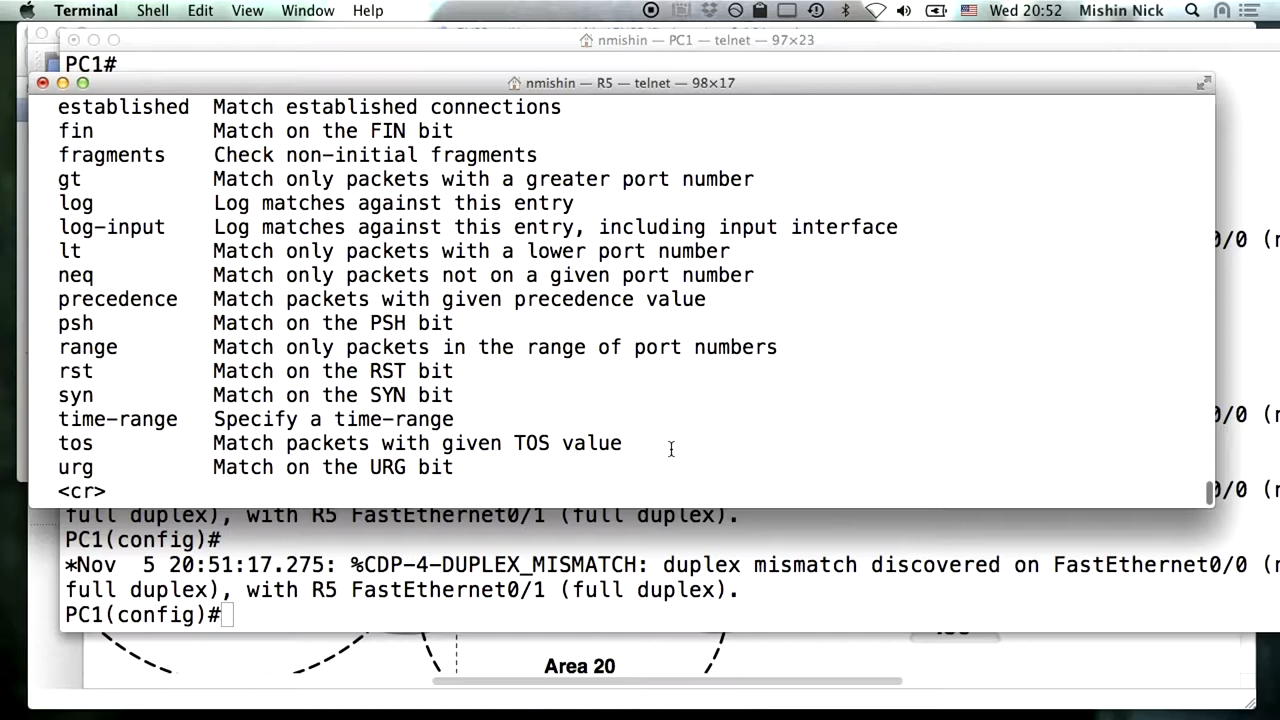 Terminal Shell Edit View Window Help Wed 20:52 Mishin Nick
nmishin — PC1 — telnet — 97×23
PC1#
nmishin — R5 — telnet — 98×17
established Match established connections
fin Match on the FIN bit
fragments Check non-initial fragments
gt Match only packets with a greater port number
log Log matches against this entry
log-input Log matches against this entry, including input interface
lt Match only packets with a lower port number
neq Match only packets not on a given port number
precedence Match packets with given precedence value
psh Match on the PSH bit
range Match only packets in the range of port numbers
rst Match on the RST bit
syn Match on the SYN bit
time-range Specify a time-range
tos Match packets with given TOS value
urg Match on the URG bit
<cr>
0/0 (n
0/0 (n
0/0 (n
full duplex), with R5 FastEthernet0/1 (full duplex).
PC1(config)#
*Nov 5 20:51:17.275: %CDP-4-DUPLEX_MISMATCH: duplex mismatch discovered on FastEthernet0/0 (n
full duplex), with R5 FastEthernet0/1 (full duplex).
PC1(config)#
Area 20